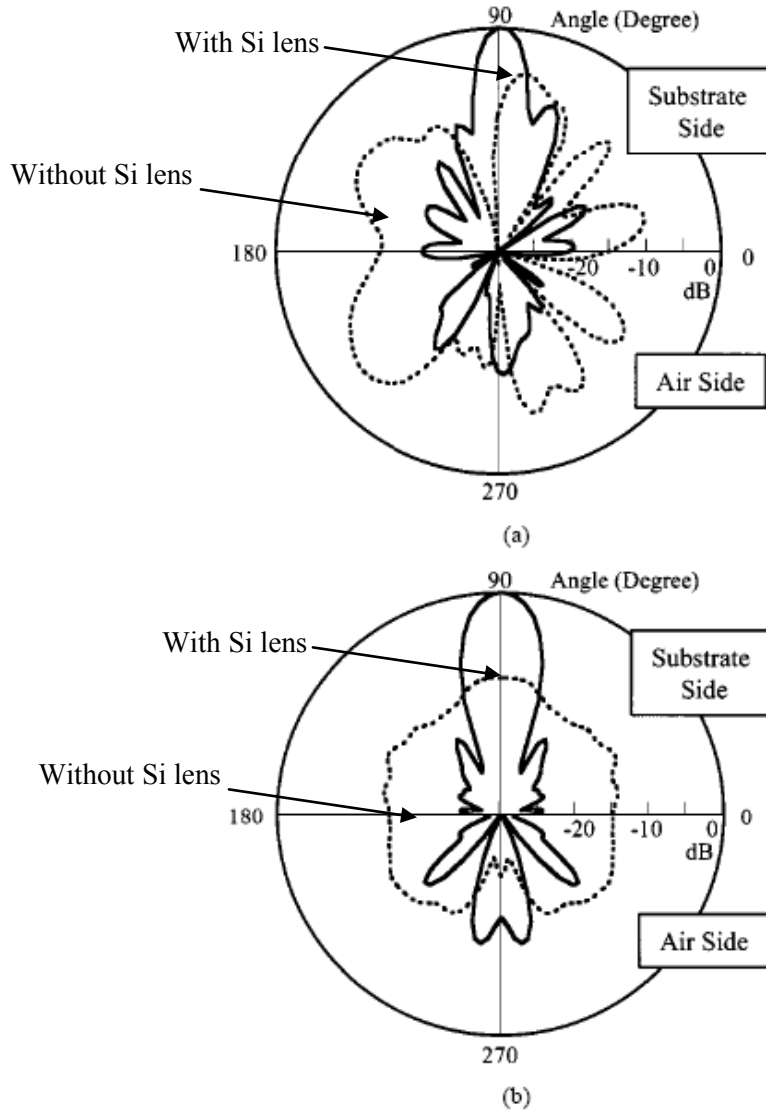 90 Angle (Degree)
With Si lens
Substrate
Side
Without Si lens
180
-20 -10 0 0
dB
Air Side
270
(a)
90 Angle (Degree)
With Si lens
Substrate
Side
Without Si lens
180
-20 -10 0 0
dB
Air Side
270
(b)